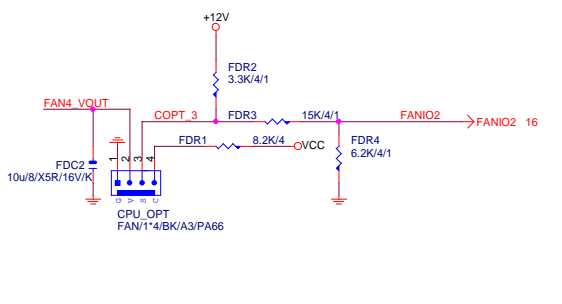 +12V
FDR2
3.3K/4/1
FAN4_VOUT
COPT_3
FDR3
15K/4/1
FANIO2
FANIO2 16
FDR1
8.2K/4
VCC
FDR4
6.2K/4/1
1
2
3
4
FDC2
10u/8/X5R/16V/K
G
V
S
C
CPU_OPT
FAN/1*4/BK/A3/PA66